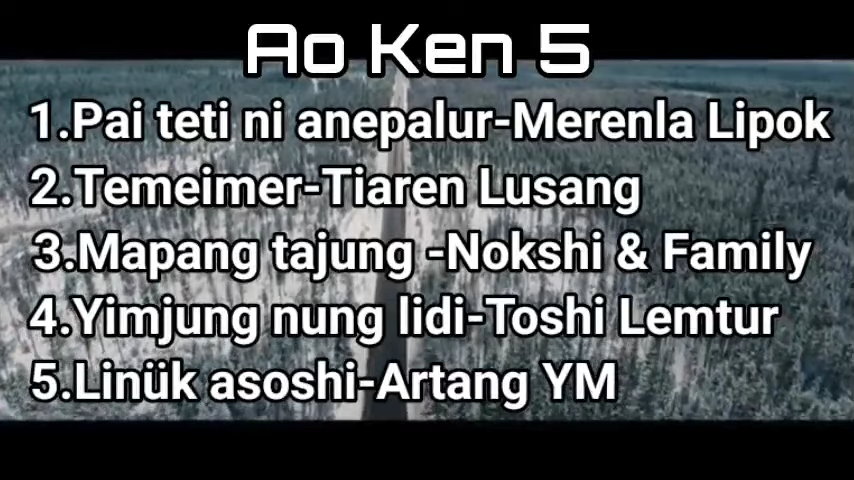 Ao Ken 5
1.Pai teti ni anepalur-Merenla Lipok
2.Temeimer-Tiaren Lusang
3.Mapang tajung -Nokshi & Family
4.Yimjung nung lidi-Toshi Lemtur
5.Linük asoshi-Artang YM